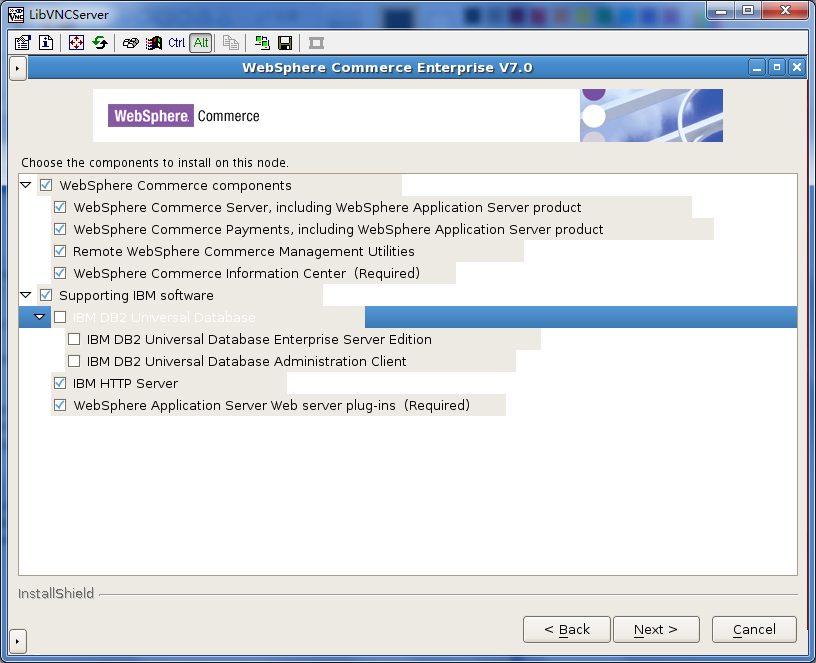 LibVNCServer
Ctrl Alt
WebSphere Commerce Enterprise V7.0
WebSphere. Commerce
Choose the components to install on this node.
WebSphere Commerce components
WebSphere Commerce Server, including WebSphere Application Server product
WebSphere Commerce Payments, including WebSphere Application Server product
Remote WebSphere Commerce Management Utilities
WebSphere Commerce Information Center (Required)
Supporting IBM software
IBM DB2 Universal Database
IBM DB2 Universal Database Enterprise Server Edition
IBM DB2 Universal Database Administration Client
IBM HTTP Server
WebSphere Application Server Web server plug-ins (Required)
InstallShield
< Back Next > Cancel